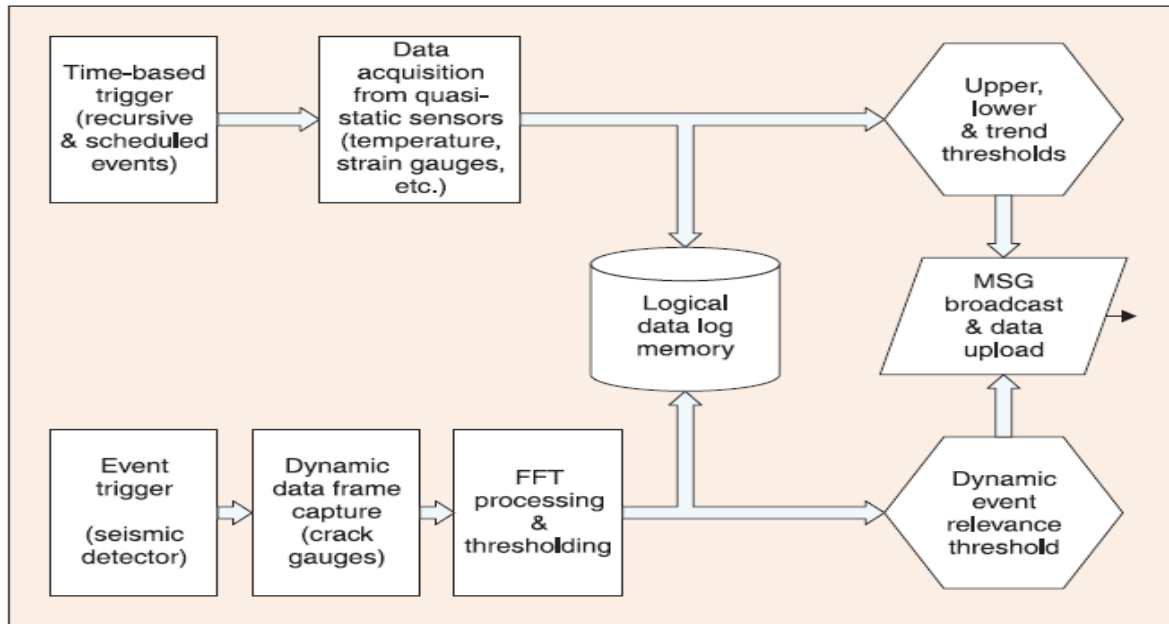 Time-based
trigger
(recursive
& scheduled
events)
Data
acquisition
from quasi-
static sensors
(temperature,
strain gauges,
etc.)
Upper,
lower
& trend
thresholds
Logical
data log
memory
MSG
broadcast
& data
upload
Event
trigger
(seismic
detector)
Dynamic
data frame
capture
(crack
gauges)
FFT
processing
&
thresholding
Dynamic
event
relevance
threshold